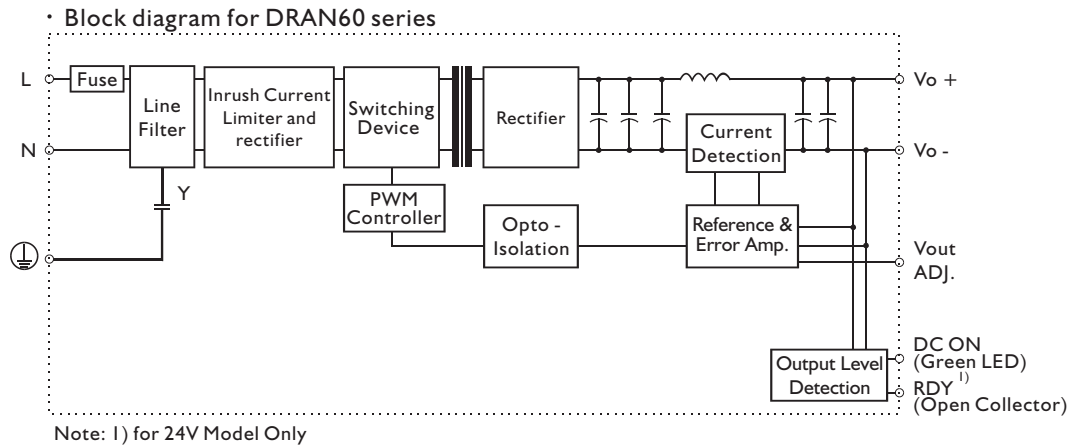 · Block diagram for DRAN60 series
L
Fuse
Line
Filter
Inrush Current
Limiter and
rectifier
Switching
Device
Rectifier
Current
Detection
Vo +
N
Vo -
Y
PWM
Controller
Opto -
Isolation
Reference &
Error Amp.
Vout
ADJ.
Output Level
Detection
DC ON
(Green LED)
RDY 1)
(Open Collector)
Note: 1) for 24V Model Only